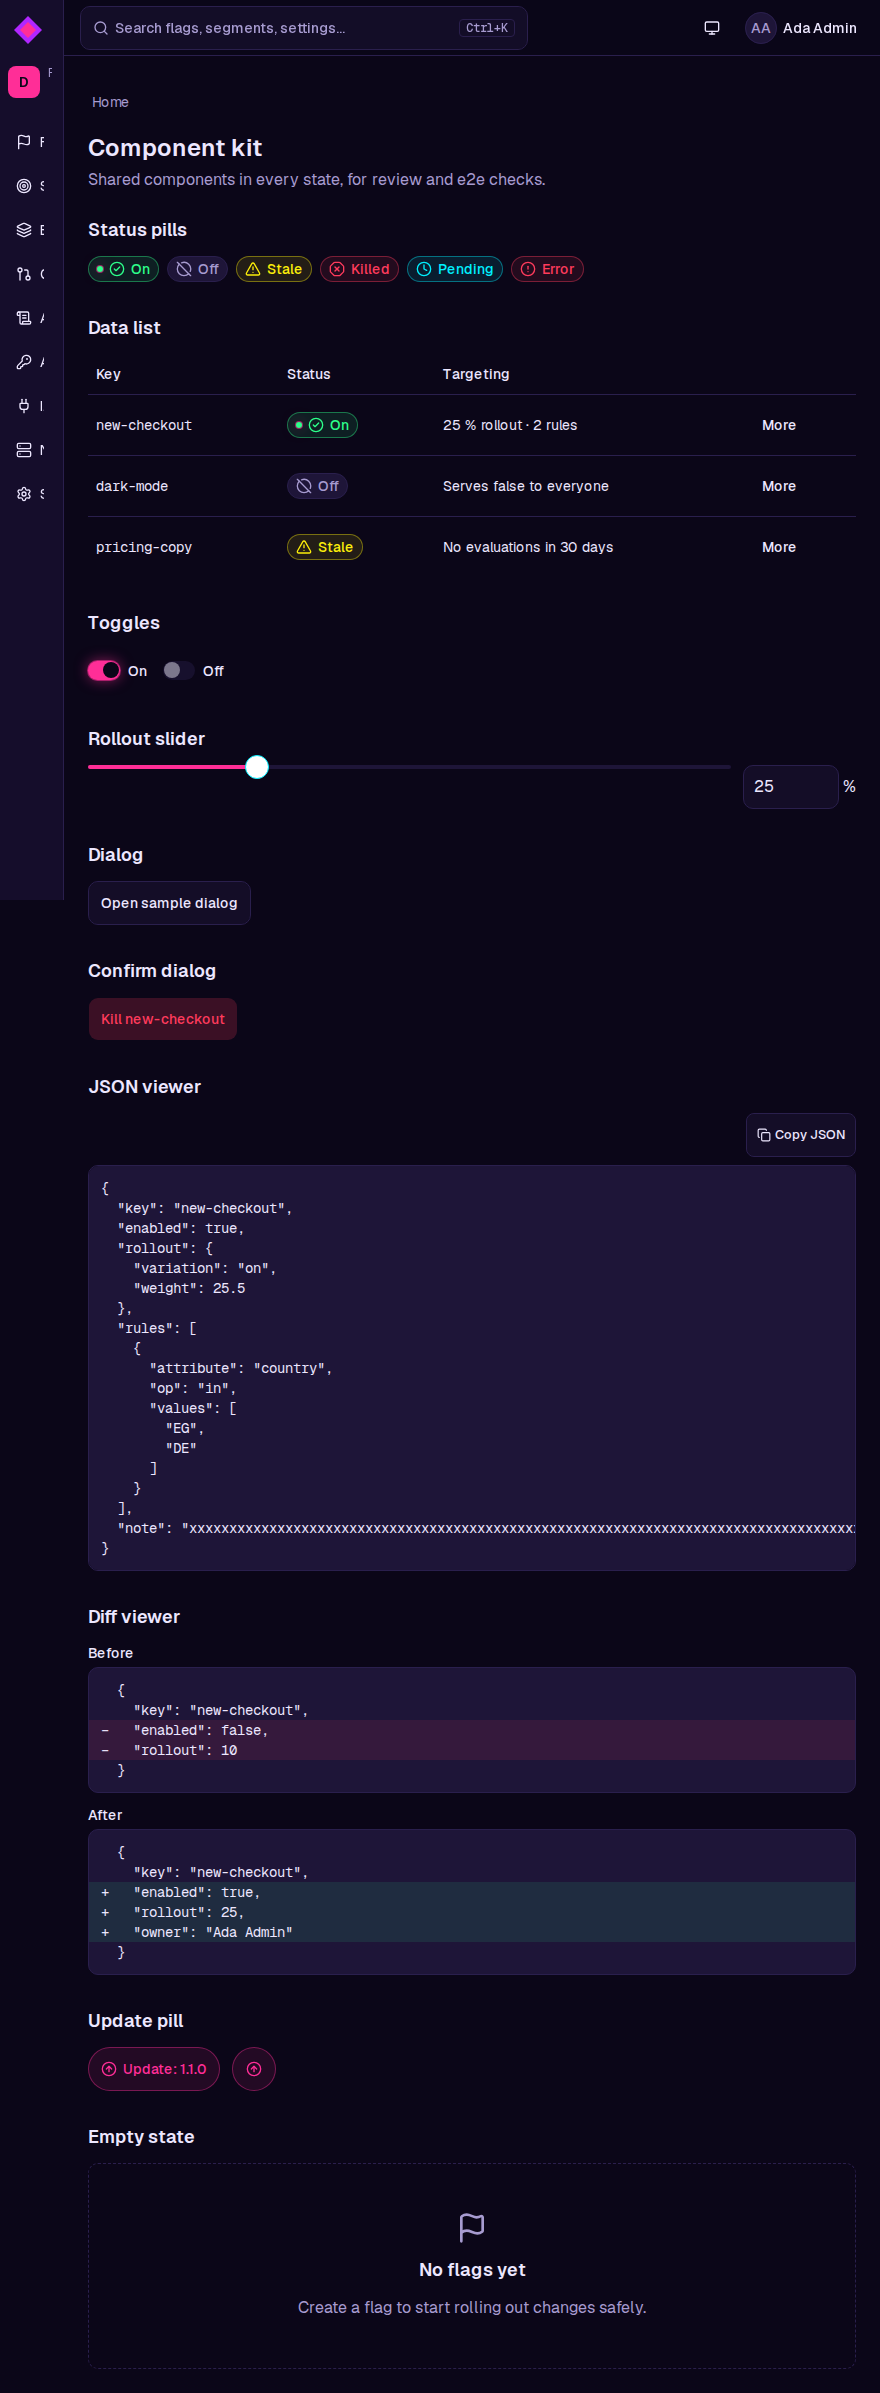 Search flags, segments, settings...
Ctrl+K
AA
Ada Admin
D
Home
Component kit
Shared components in every state, for review and e2e checks.
Status pills
On
Off
Stale
Killed
Pending
Error
Data list
Key
Status
Targeting
new-checkout
On
25 % rollout · 2 rules
More
dark-mode
Off
Serves false to everyone
More
pricing-copy
Stale
No evaluations in 30 days
More
Toggles
On
Off
Rollout slider
25
%
Dialog
Open sample dialog
Confirm dialog
Kill new-checkout
JSON viewer
Copy JSON
{
"key": "new-checkout",
"enabled": true,
"rollout": {
"variation": "on",
"weight": 25.5
},
"rules": [
{
"attribute": "country",
"op": "in",
"values": [
"EG",
"DE"
]
}
],
"note":
}
Diff viewer
Before
{
"key": "new-checkout",
- "enabled": false,
- "rollout": 10
}
After
{
"key": "new-checkout",
+ "enabled": true,
+ "rollout": 25,
+ "owner": "Ada Admin"
}
Update pill
Update: 1.1.0
Empty state
No flags yet
Create a flag to start rolling out changes safely.